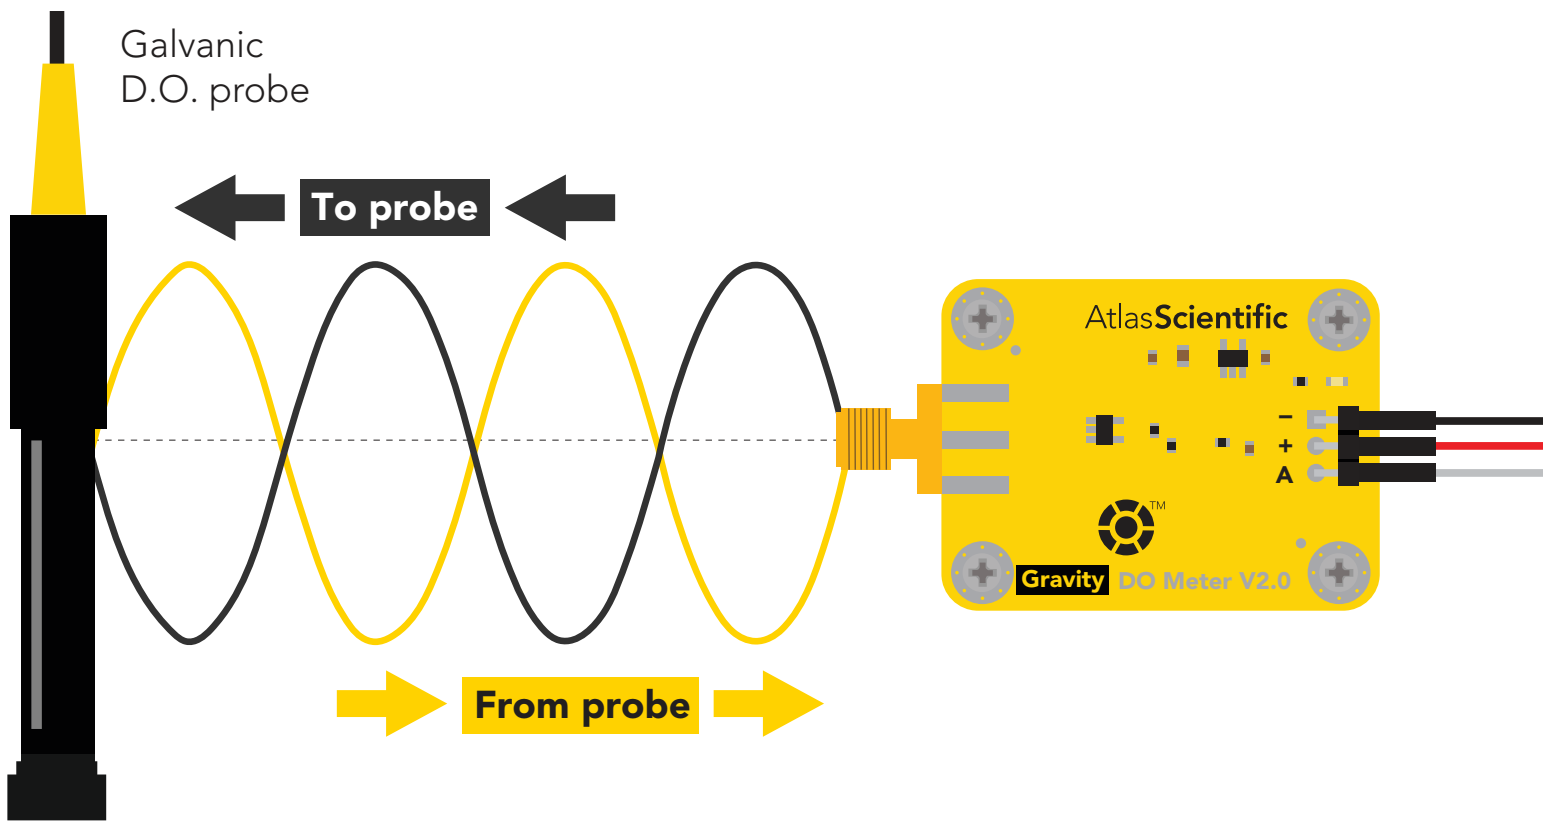 Galvanic
D.O. probe
To probe
AtlasScientific
−
+
A
TM
Gravity DO Meter V2.0
From probe